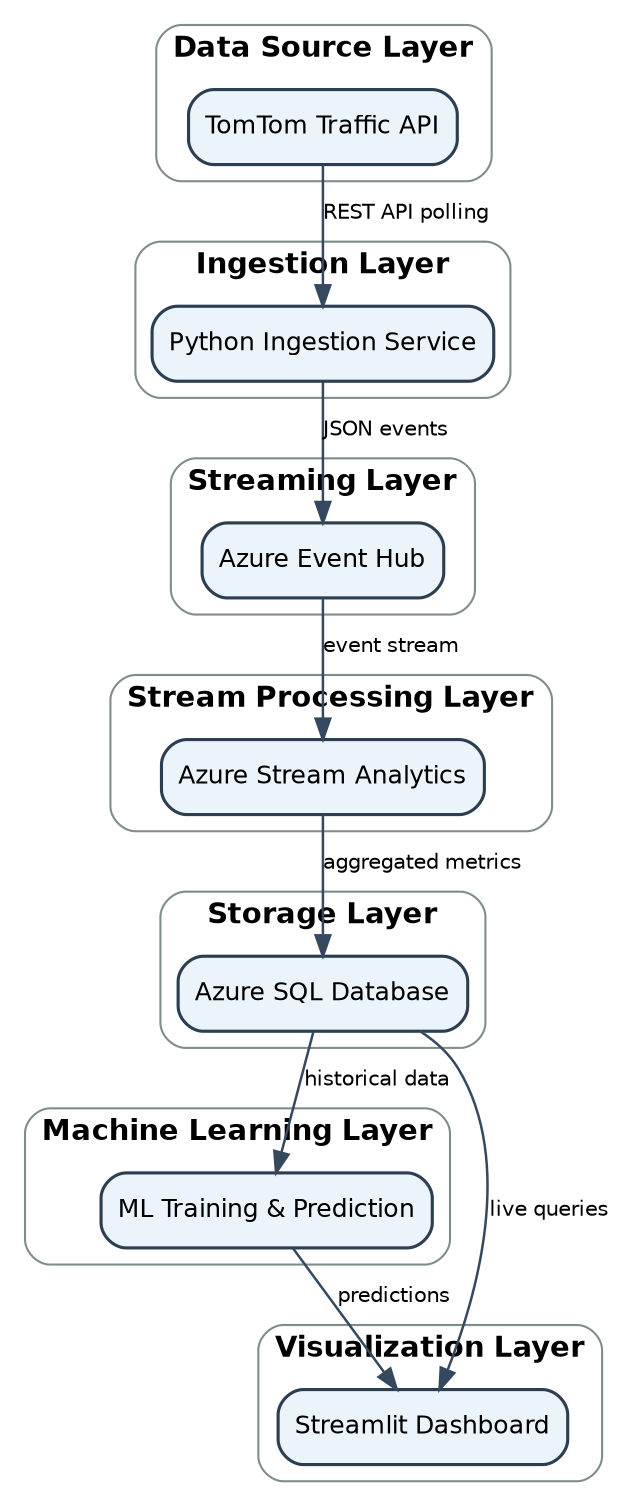 Data Source Layer
TomTom Traffic API
REST API polling
Ingestion Layer
Python Ingestion Service
JSON events
Streaming Layer
Azure Event Hub
event stream
Stream Processing Layer
Azure Stream Analytics
aggregated metrics
Storage Layer
Azure SQL Database
historical data
Machine Learning Layer
ML Training & Prediction
live queries
predictions
Visualization Layer
Streamlit Dashboard